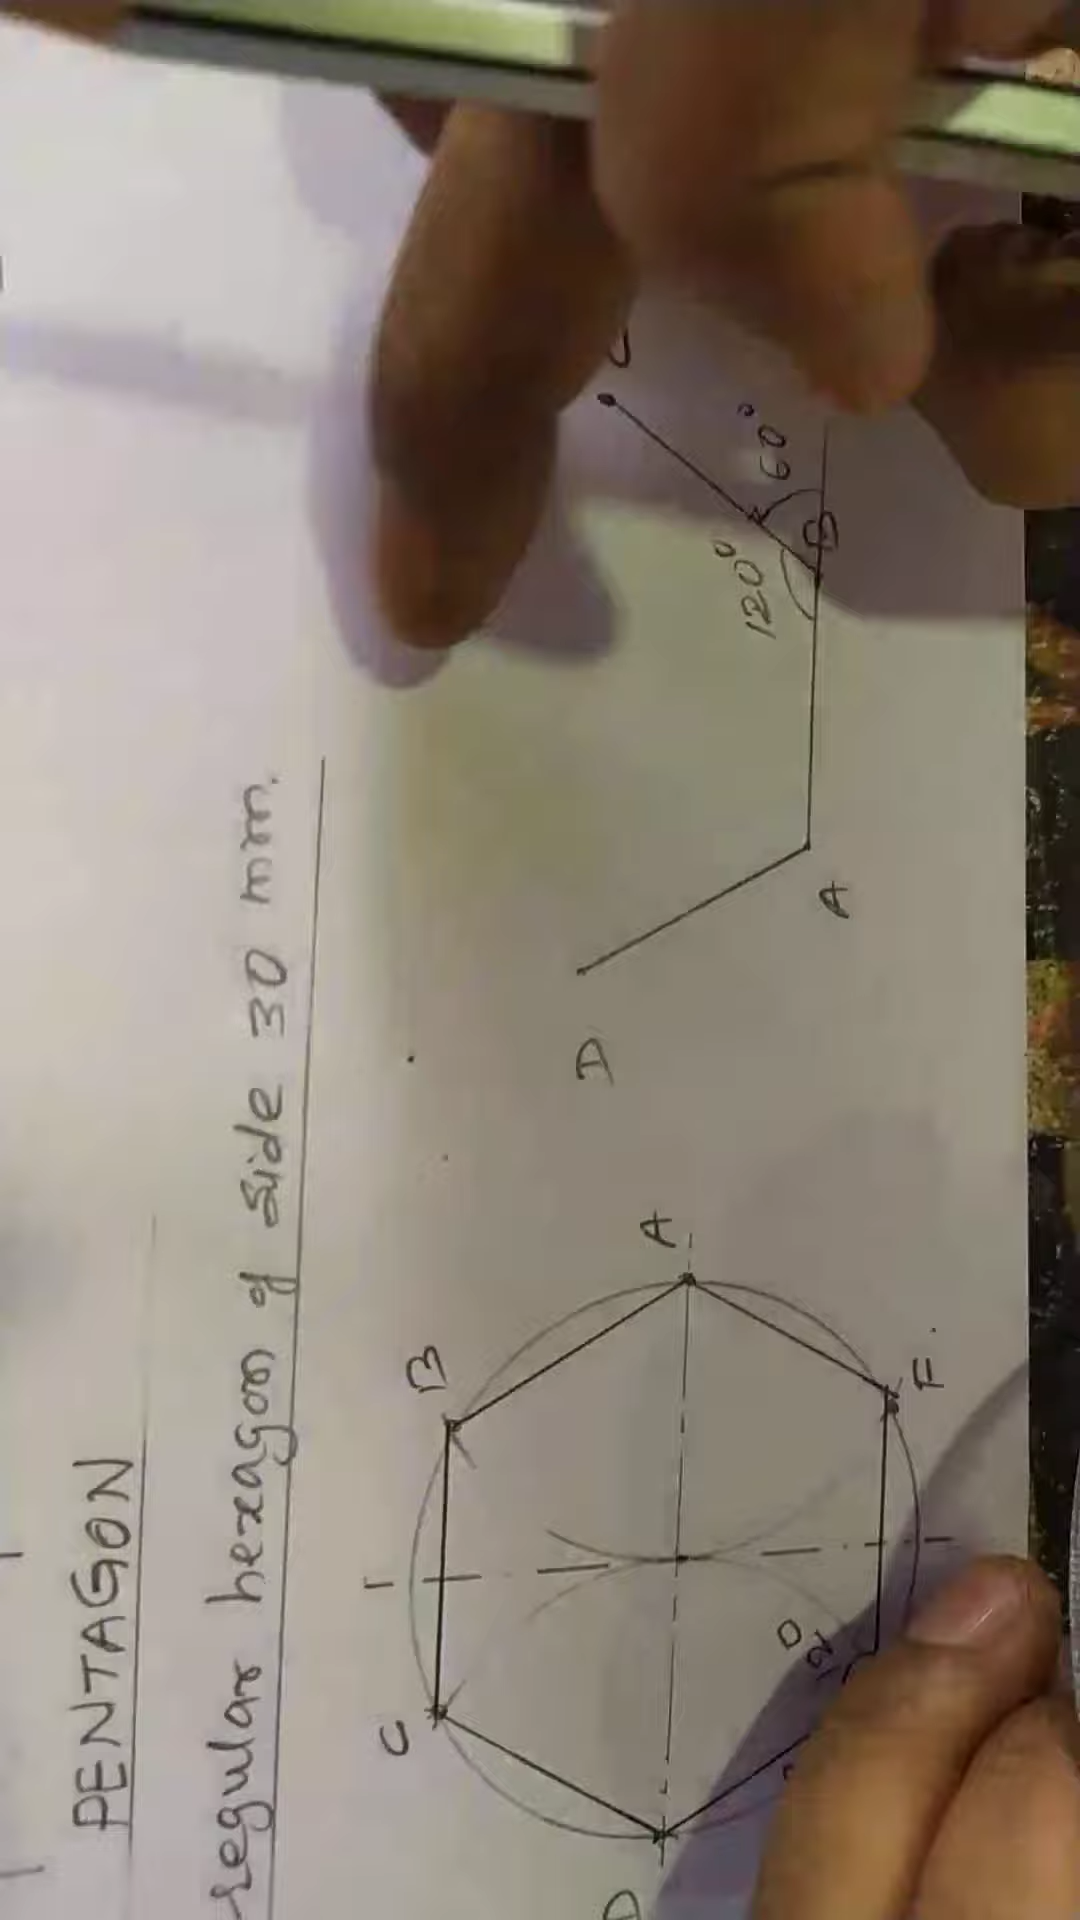 PENTAGON
regular hexagon of side 30 mm.
C
60°
120°
B
A
D
A
B
F
C
D